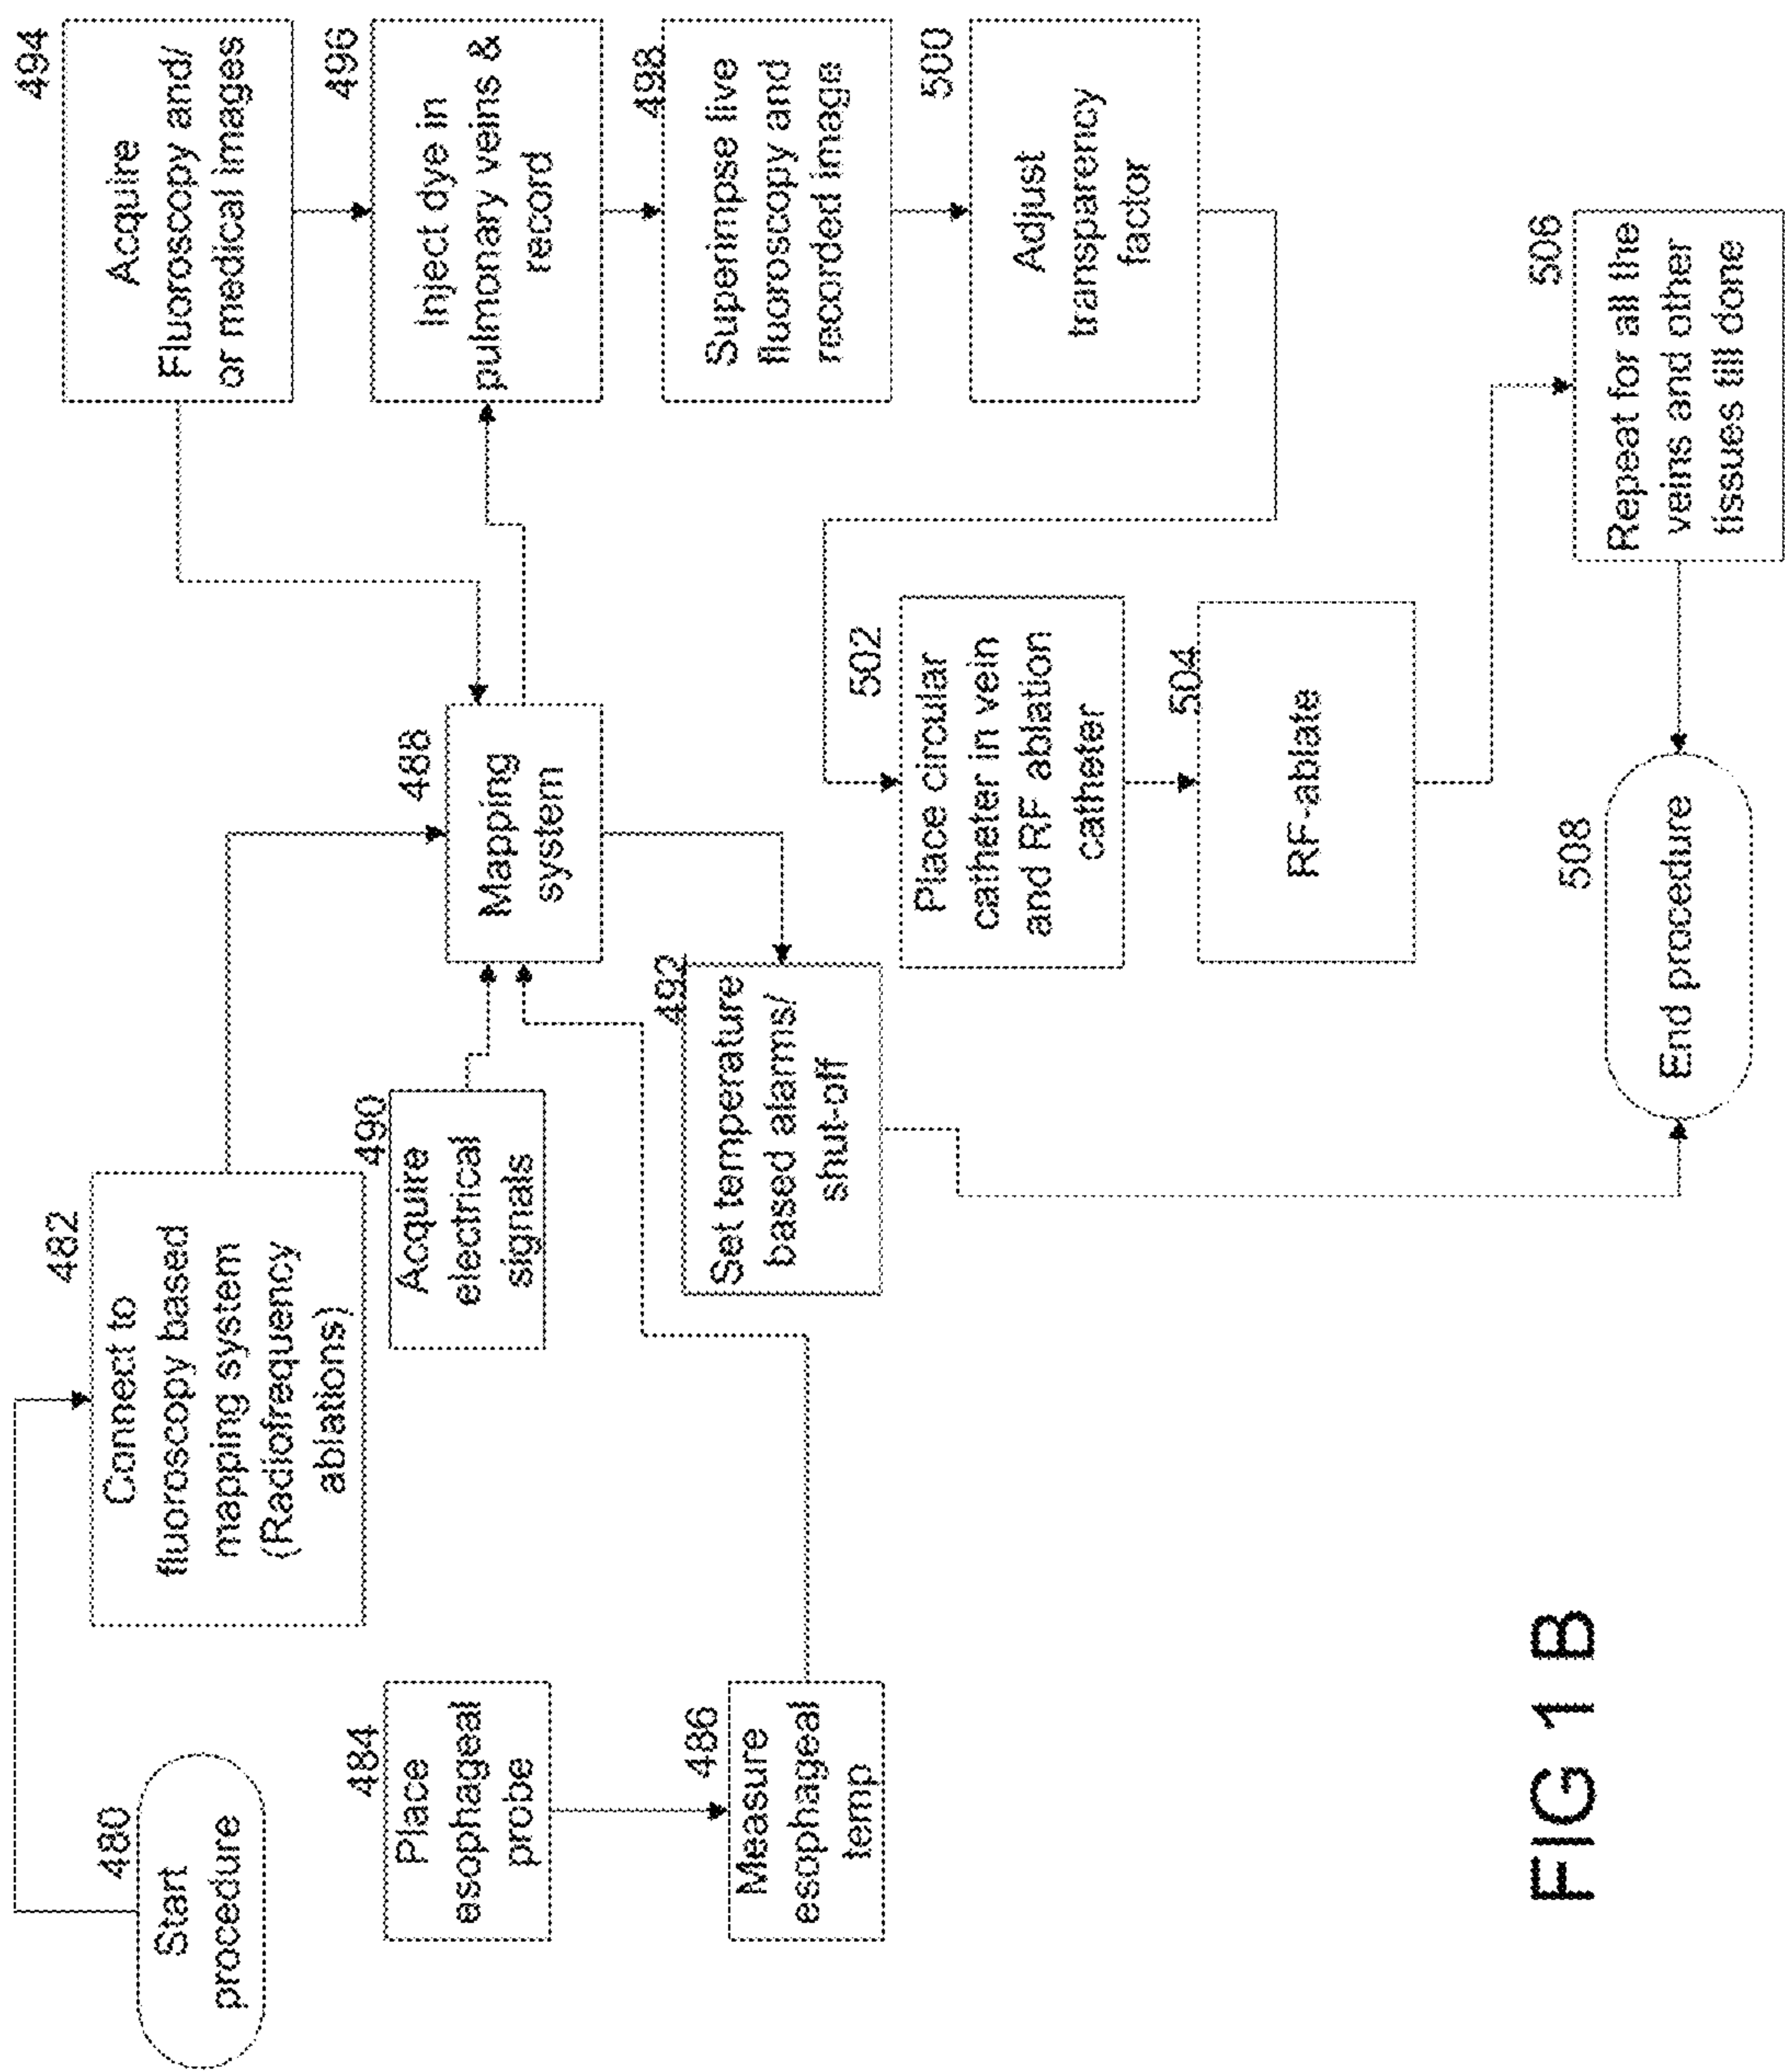 480
Start
procedure
482
Connect to
fluoroscopy based
mapping system
(Radiofrequency
ablations)
484
Place
esophageal
probe
486
Measure
esophageal
temp
488
Mapping
system
490
Acquire
electrical
signals
492
Set temperature
based alarms/
shut-off
494
Acquire
Fluoroscopy and/
or medical images
496
Inject dye in
pulmonary veins &
record
498
Superimpse live
fluoroscopy and
recorded image
500
Adjust
transparency
factor
502
Place circular
catheter in vein
and RF ablation
catheter
504
RF-ablate
506
Repeat for all the
veins and other
tissues till done
508
End procedure
FIG 1 B